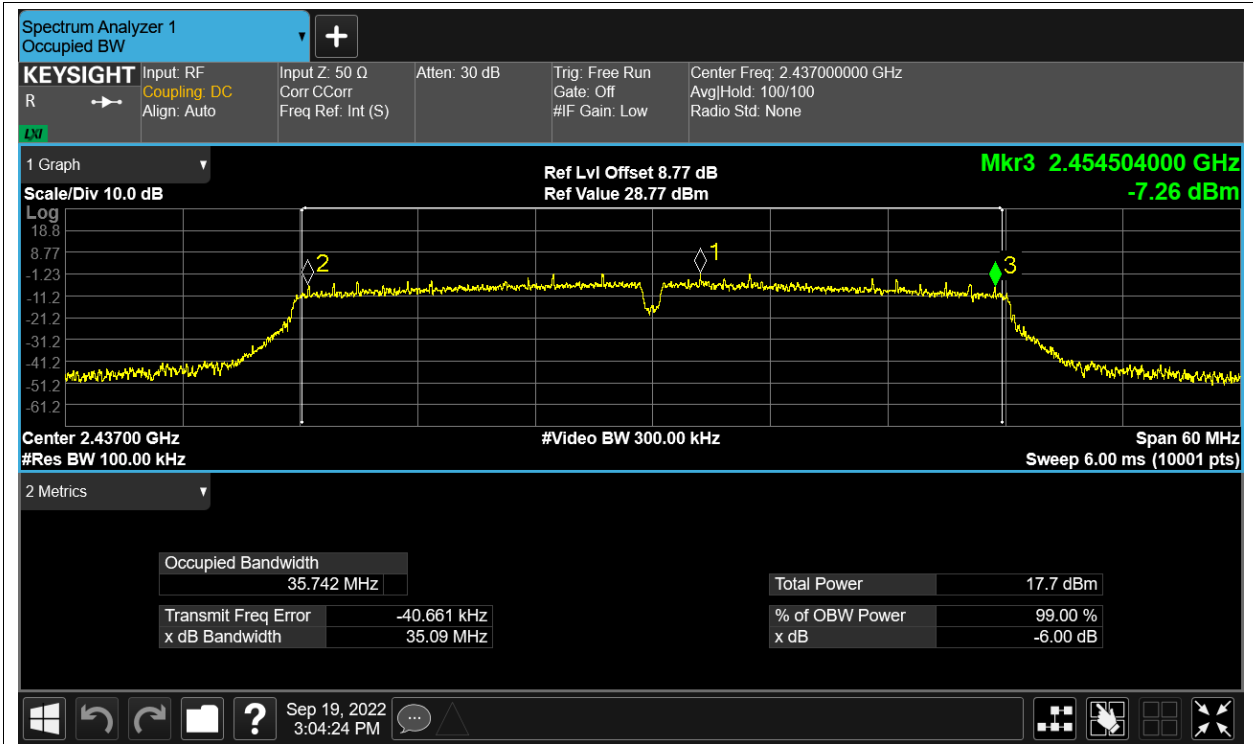 Spectrum Analyzer 1
Occupied BW
KEYSIGHT
R
LXI
Input: RF
Coupling: DC
Align: Auto
Input Z: 50 Ω
Corr CCorr
Freq Ref: Int (S)
Atten: 30 dB
Trig: Free Run
Gate: Off
#IF Gain: Low
Center Freq: 2.437000000 GHz
Avg|Hold: 100/100
Radio Std: None
1 Graph
Scale/Div 10.0 dB
Ref Lvl Offset 8.77 dB
Ref Value 28.77 dBm
Mkr3 2.454504000 GHz
-7.26 dBm
Log
18.8
8.77
-1.23
-11.2
-21.2
-31.2
-41.2
-51.2
-61.2
2
1
3
Center 2.43700 GHz
#Video BW 300.00 kHz
Span 60 MHz
#Res BW 100.00 kHz
Sweep 6.00 ms (10001 pts)
2 Metrics
Occupied Bandwidth
35.742 MHz
Transmit Freq Error -40.661 kHz
x dB Bandwidth 35.09 MHz
Total Power 17.7 dBm
% of OBW Power 99.00 %
x dB -6.00 dB
Sep 19, 2022
3:04:24 PM